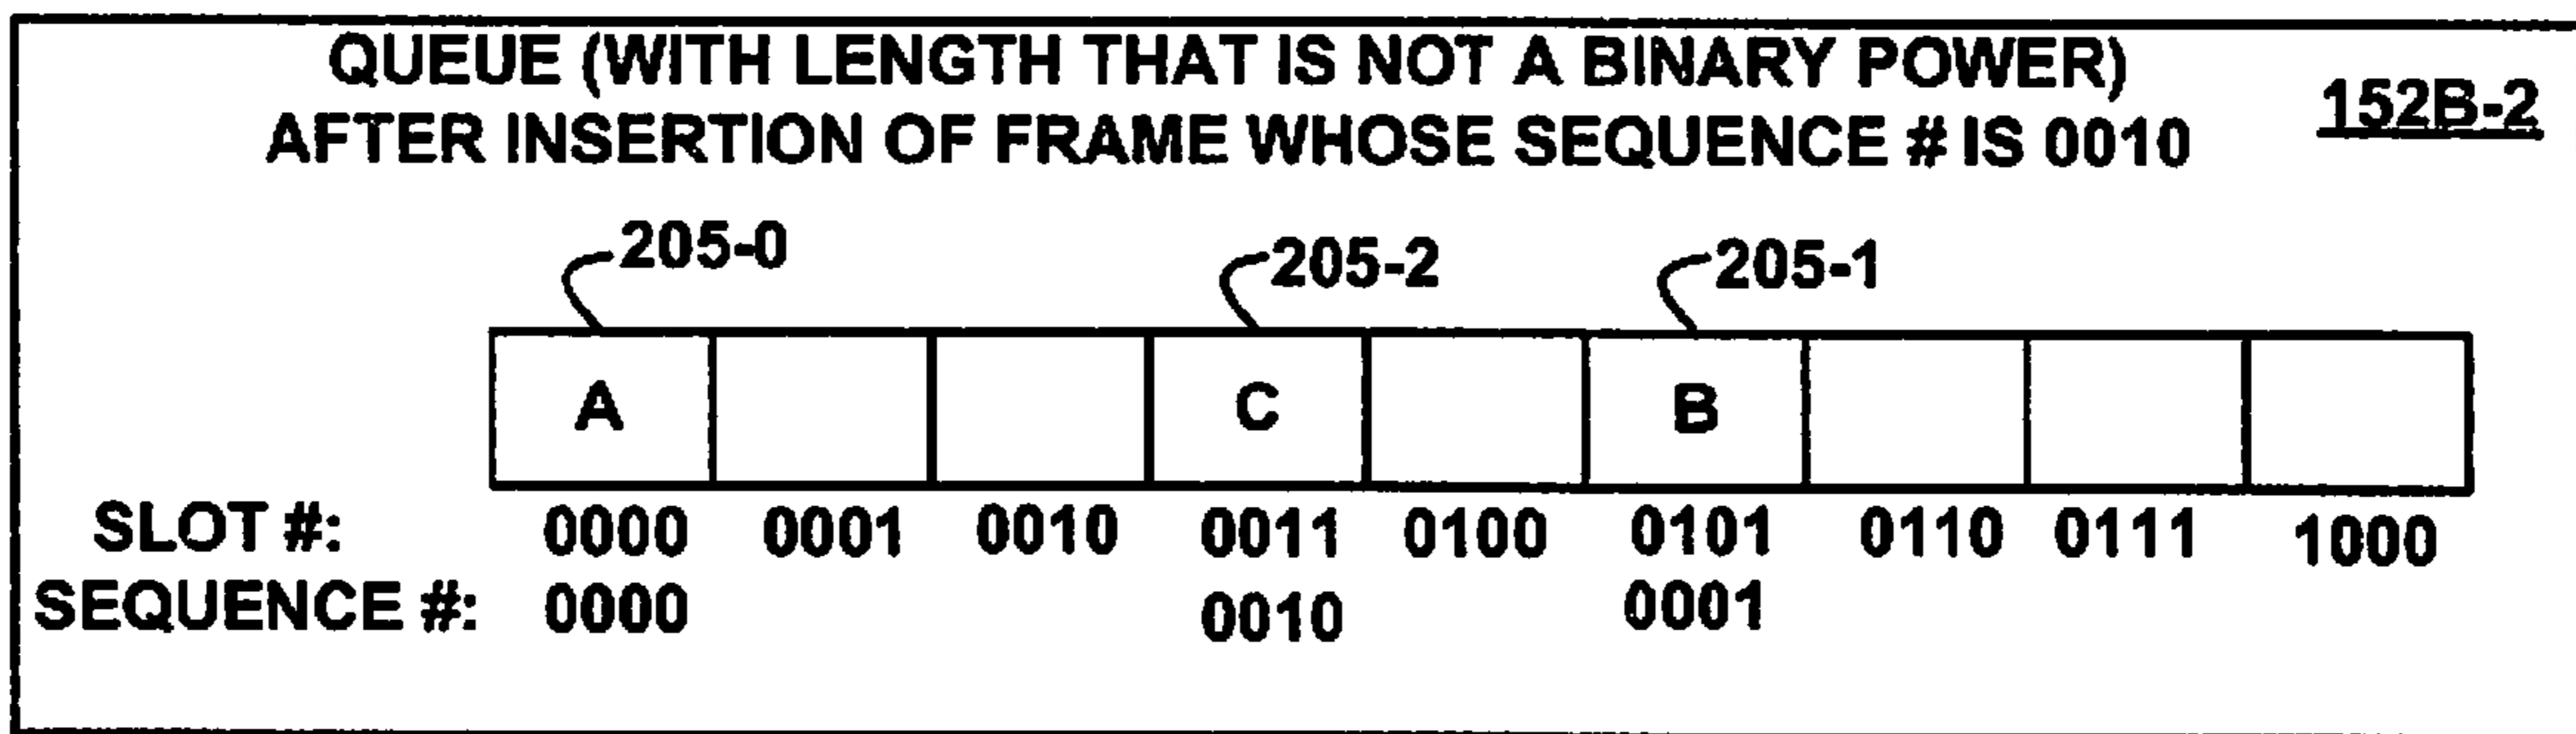 QUEUE (WITH LENGTH THAT IS NOT A BINARY POWER)
AFTER INSERTION OF FRAME WHOSE SEQUENCE # IS 0010
152B-2
205-0 205-2 205-1
A C B
SLOT #: 0000 0001 0010 0011 0100 0101 0110 0111 1000
SEQUENCE #: 0000 0010 0001